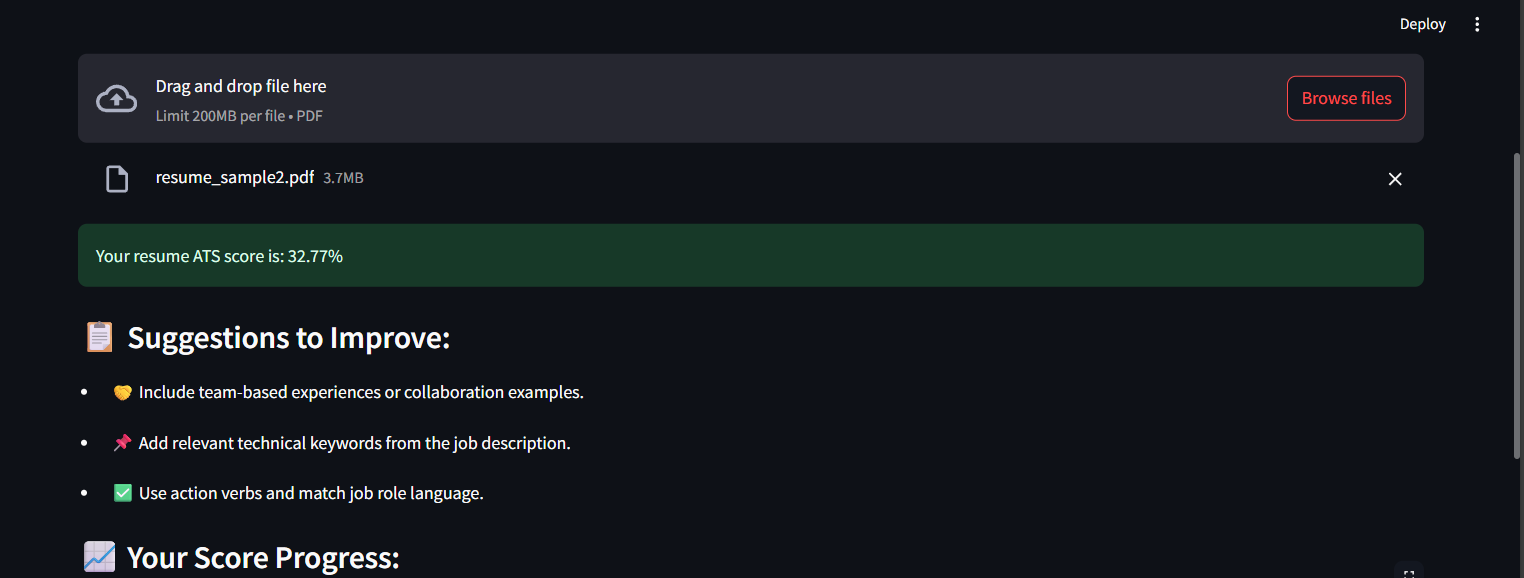 Deploy
Drag and drop file here
Limit 200MB per file • PDF
Browse files
resume_sample2.pdf 3.7MB
Your resume ATS score is: 32.77%
📋 Suggestions to Improve:
• 🤝 Include team-based experiences or collaboration examples.
• 📌 Add relevant technical keywords from the job description.
• ✅ Use action verbs and match job role language.
📈 Your Score Progress: